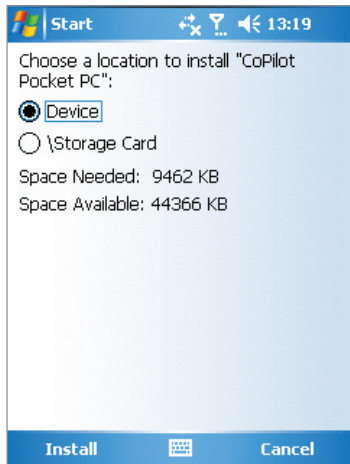 Start 13:19
Choose a location to install "CoPilot
Pocket PC":
Device
\Storage Card
Space Needed: 9462 KB
Space Available: 44366 KB
Install Cancel